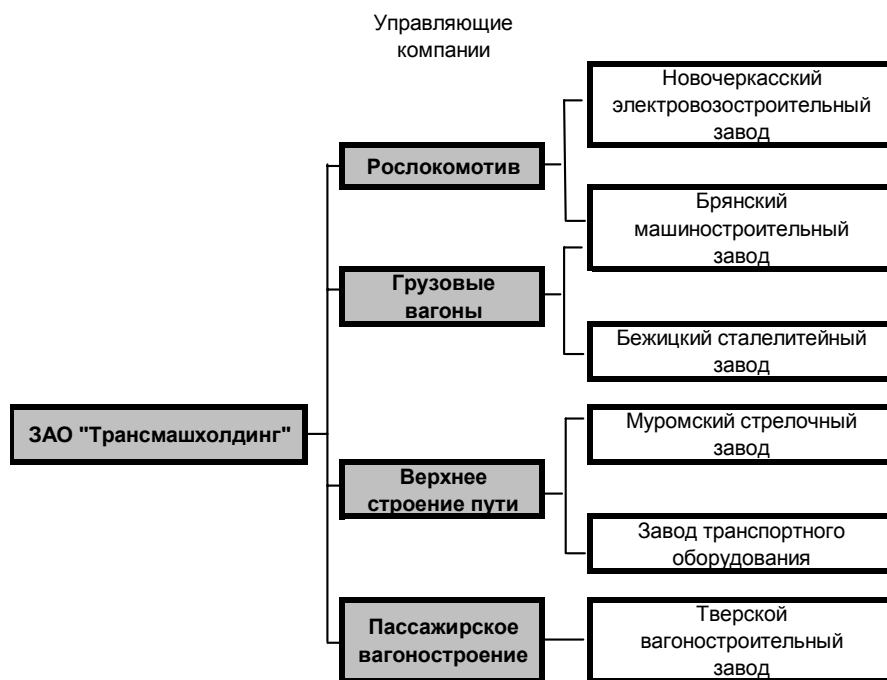 Управляющие
компании
Новочеркасский
электровозостроительный
завод
Рослокомотив
Брянский
машиностроительный
завод
Грузовые
вагоны
Бежицкий сталелитейный
завод
ЗАО "Трансмашхолдинг"
Муромский стрелочный
завод
Верхнее
строение пути
Завод транспортного
оборудования
Пассажирское
вагоностроение
Тверской
вагоностроительный
завод